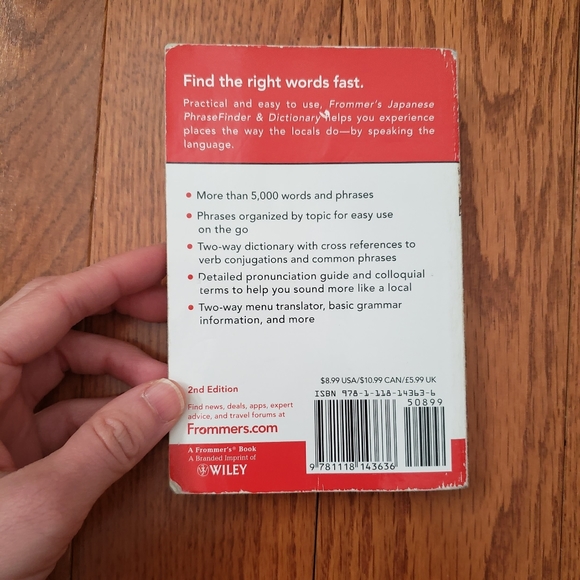 Find the right words fast.
Practical and easy to use, Frommer's Japanese
PhraseFinder & Dictionary helps you experience
places the way the locals do—by speaking the
language.
• More than 5,000 words and phrases
• Phrases organized by topic for easy use
on the go
• Two-way dictionary with cross references to
verb conjugations and common phrases
• Detailed pronunciation guide and colloquial
terms to help you sound more like a local
• Two-way menu translator, basic grammar
information, and more
$8.99 USA/$10.99 CAN/£5.99 UK
ISBN 978-1-118-14363-6
50899
2nd Edition
Find news, deals, apps, expert
advice, and travel forums at
Frommers.com
A Frommer's® Book
A Branded Imprint of
WILEY
9 781118 143636